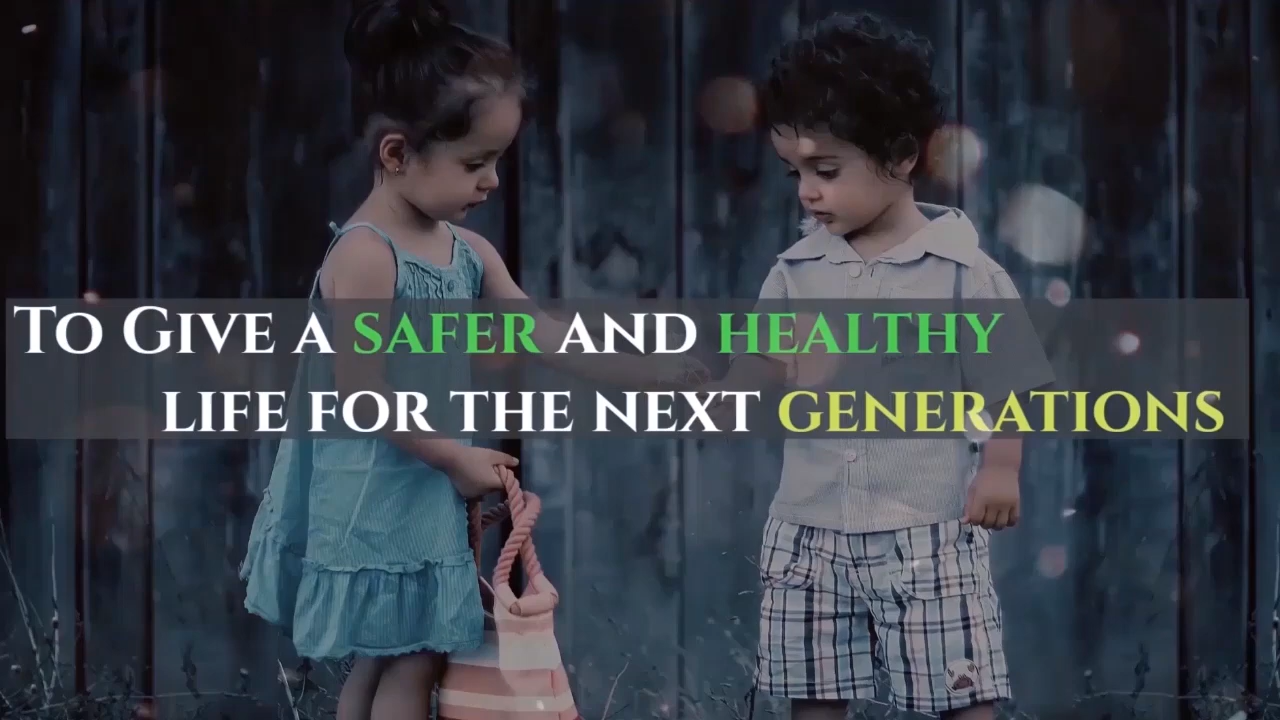 To Give a safer and healthy
life for the next generations